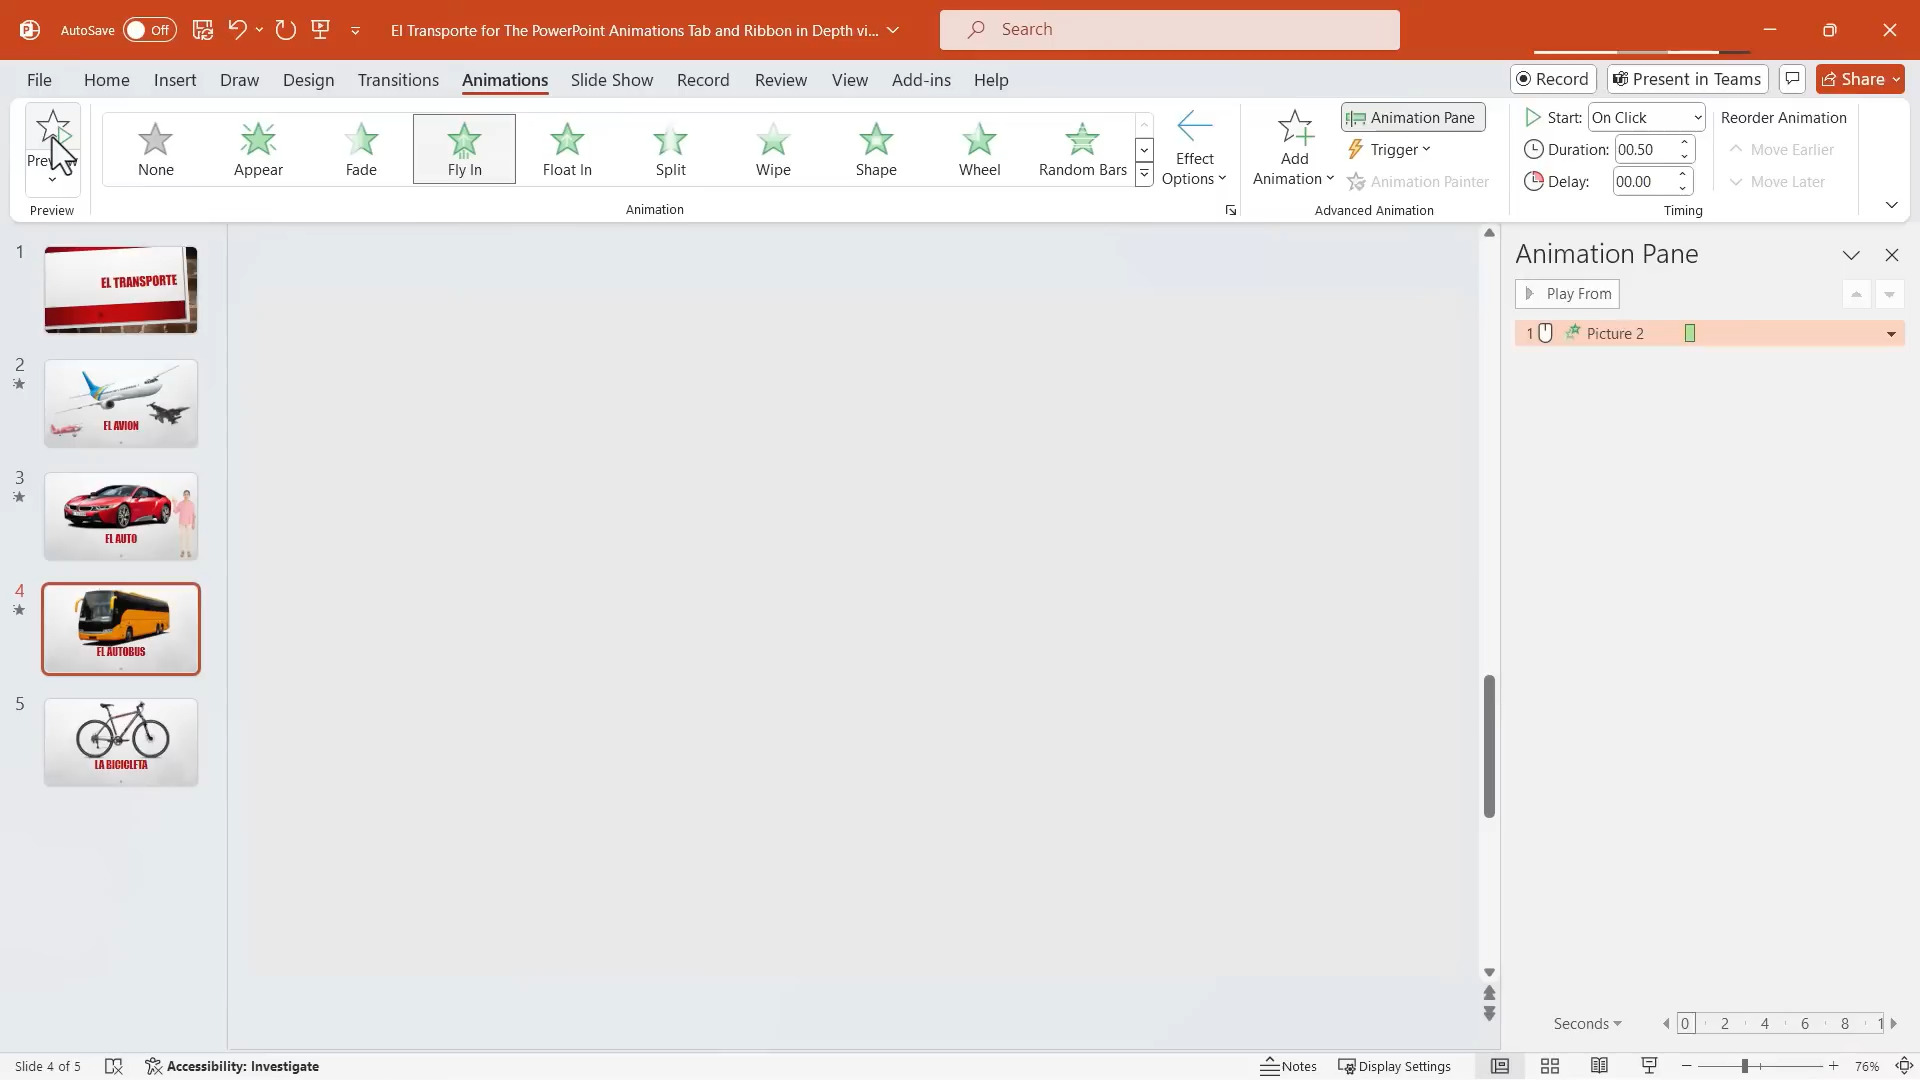 AutoSave Off
El Transporte for The PowerPoint Animations Tab and Ribbon in Depth vi...
Search
File Home Insert Draw Design Transitions Animations Slide Show Record Review View Add-ins Help
Record Present in Teams Share
Preview
Preview
None Appear Fade Fly In Float In Split Wipe Shape Wheel Random Bars
Animation
Effect
Options
Add
Animation
Animation Pane
Trigger
Animation Painter
Advanced Animation
Start: On Click
Duration: 00.50
Delay: 00.00
Timing
Reorder Animation
Move Earlier
Move Later
1
EL TRANSPORTE
2
EL AVION
3
EL AUTO
4
EL AUTOBUS
5
LA BICICLETA
Animation Pane
Play From
1 Picture 2
Seconds 0 2 4 6 8 1
Slide 4 of 5 Accessibility: Investigate
Notes Display Settings 76%